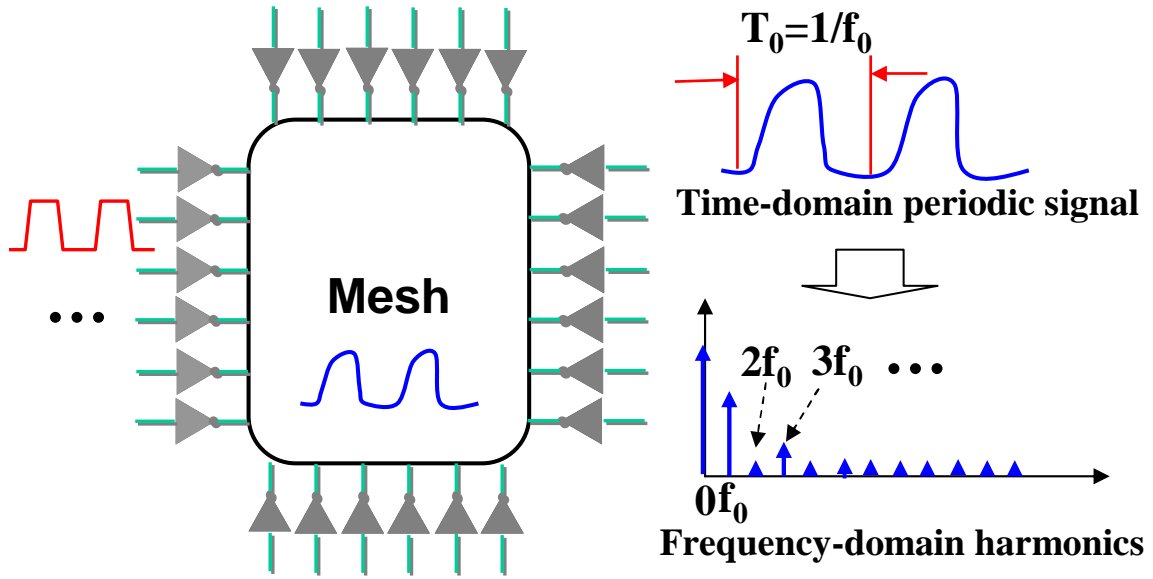 T₀=1/f₀
Time-domain periodic signal
Mesh
•••
2f₀ 3f₀ •••
0f₀
Frequency-domain harmonics